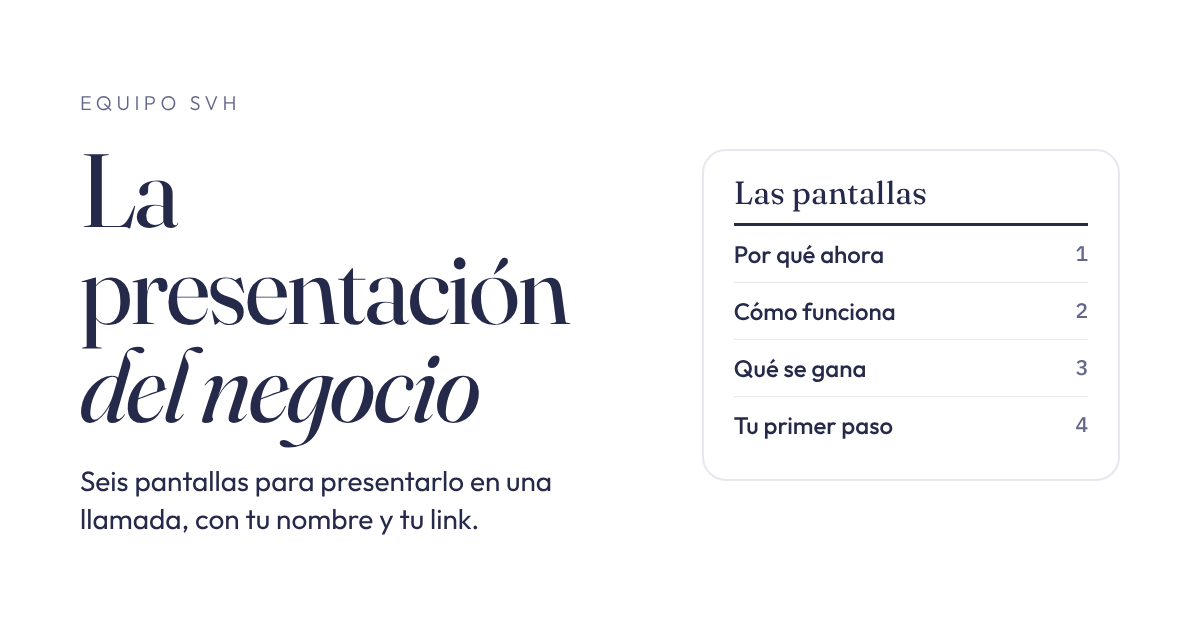 EQUIPO SVH
La
presentación
del negocio
Seis pantallas para presentarlo en una
llamada, con tu nombre y tu link.
Las pantallas
Por qué ahora 1
Cómo funciona 2
Qué se gana 3
Tu primer paso 4